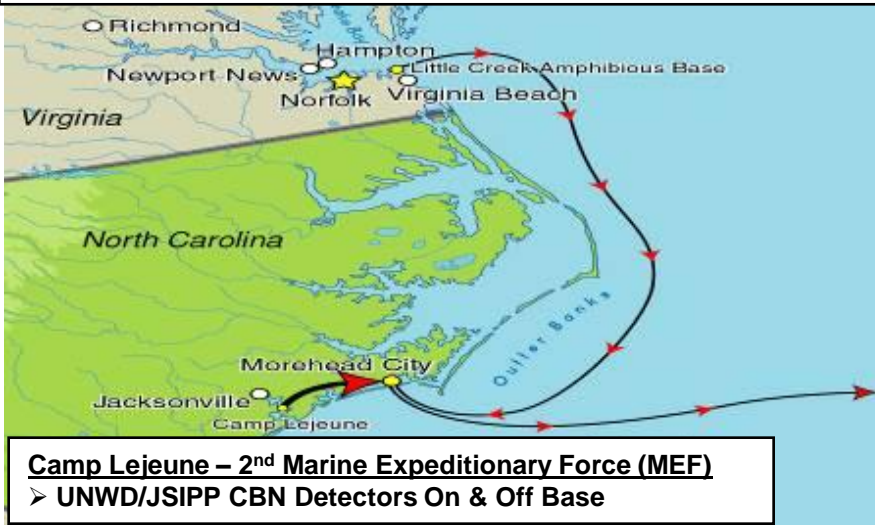 Richmond
Hampton
Newport News
Little Creek Amphibious Base
Norfolk
Virginia Beach
Virginia
North Carolina
Outter Banks
Morehead City
Jacksonville
Camp Lejeune
Camp Lejeune – 2nd Marine Expeditionary Force (MEF)
➢ UNWD/JSIPP CBN Detectors On & Off Base